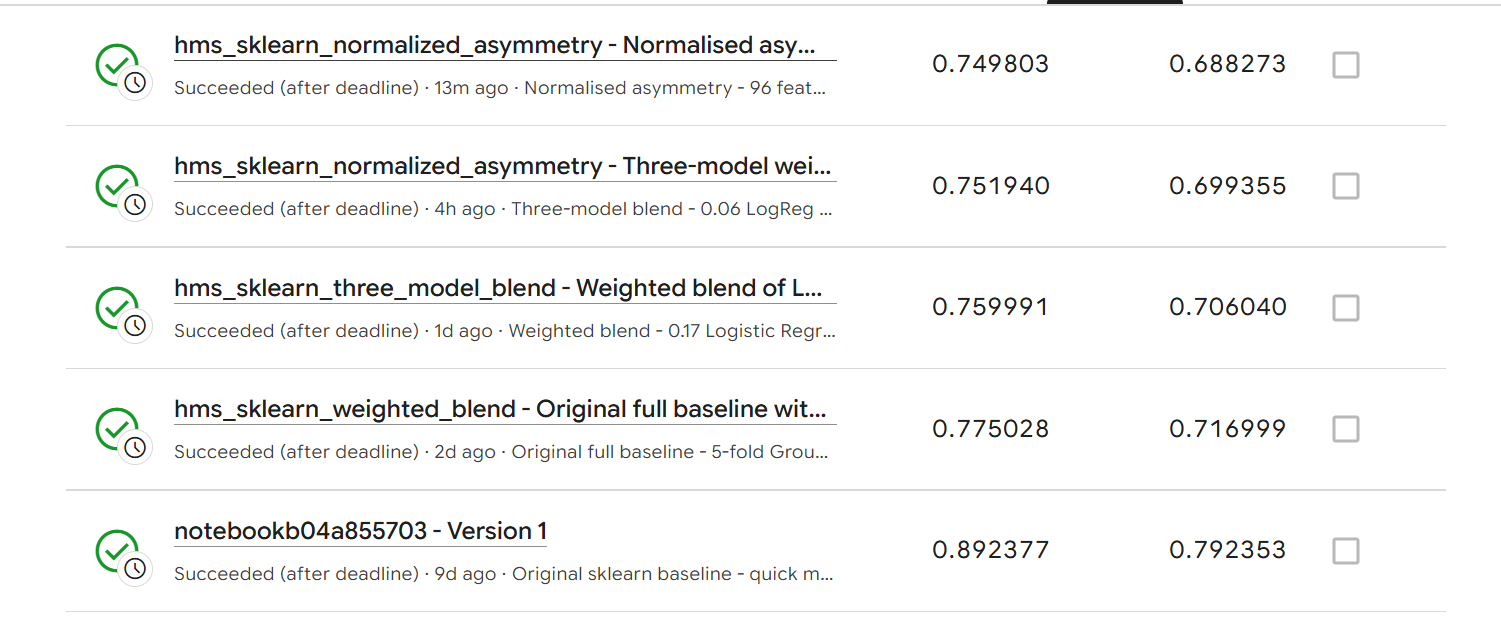 hms_sklearn_normalized_asymmetry - Normalised asy...
0.749803 0.688273
Succeeded (after deadline) · 13m ago · Normalised asymmetry - 96 feat...
hms_sklearn_normalized_asymmetry - Three-model wei...
0.751940 0.699355
Succeeded (after deadline) · 4h ago · Three-model blend - 0.06 LogReg ...
hms_sklearn_three_model_blend - Weighted blend of L...
0.759991 0.706040
Succeeded (after deadline) · 1d ago · Weighted blend - 0.17 Logistic Regr...
hms_sklearn_weighted_blend - Original full baseline wit...
0.775028 0.716999
Succeeded (after deadline) · 2d ago · Original full baseline - 5-fold Grou...
notebookb04a855703 - Version 1
0.892377 0.792353
Succeeded (after deadline) · 9d ago · Original sklearn baseline - quick m...